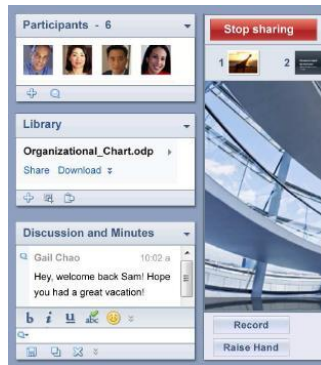 Participants - 6
Stop sharing
1
2
Library
Organizational_Chart.odp
Share Download
Discussion and Minutes
Gail Chao 10:02 a
Hey, welcome back Sam! Hope
you had a great vacation!
b i u abc
Record
Raise Hand